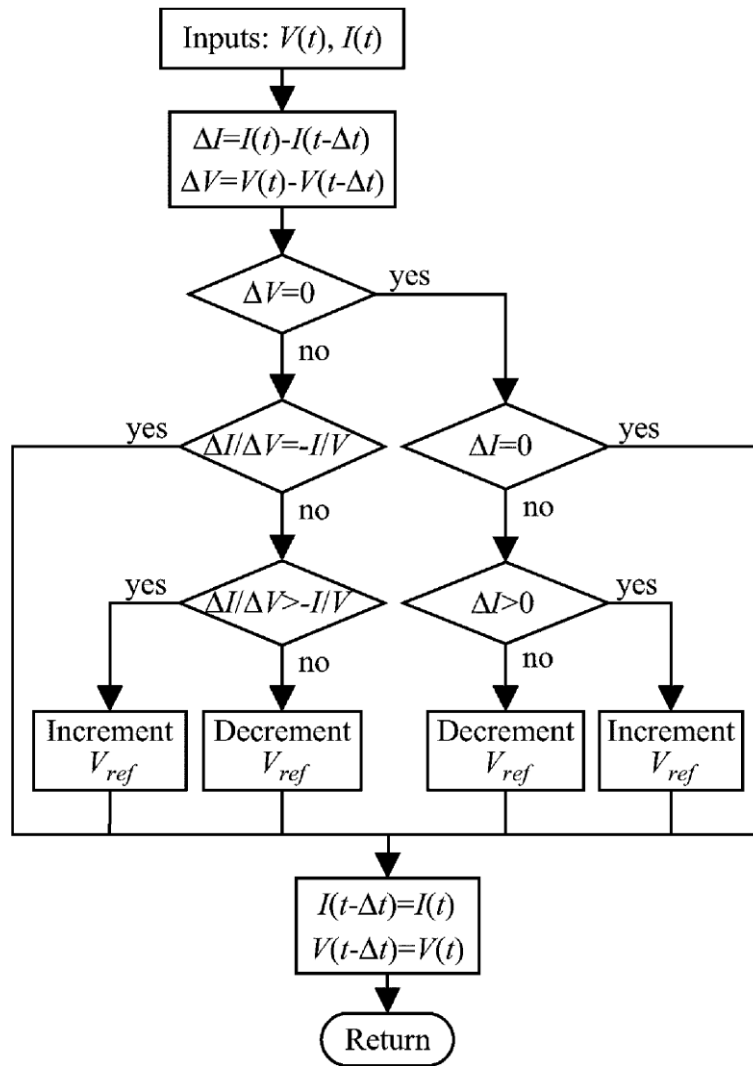 Inputs: V(t), I(t)
ΔI=I(t)-I(t-Δt)
ΔV=V(t)-V(t-Δt)
ΔV=0
yes
no
yes
ΔI/ΔV=-I/V
ΔI=0
yes
no
no
yes
ΔI/ΔV>-I/V
ΔI>0
yes
no
no
Increment
Vref
Decrement
Vref
Decrement
Vref
Increment
Vref
I(t-Δt)=I(t)
V(t-Δt)=V(t)
Return